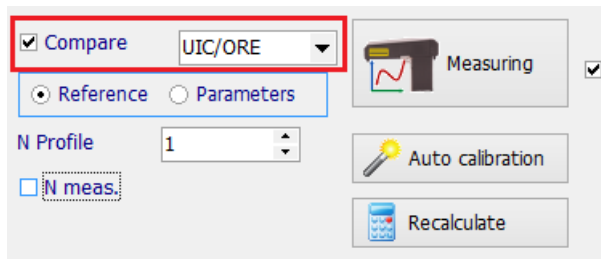 Compare UIC/ORE
Measuring
Reference Parameters
N Profile 1
Auto calibration
N meas.
Recalculate